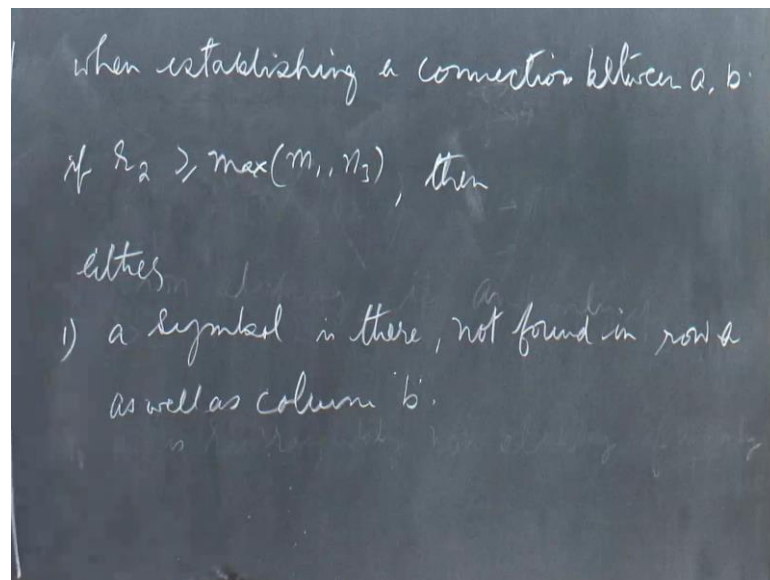 when establishing a connection between a, b.
if r₂ ⩾ max(m₁, n₃), then
either
1) a symbol is there, not found in row a
as well as column b.